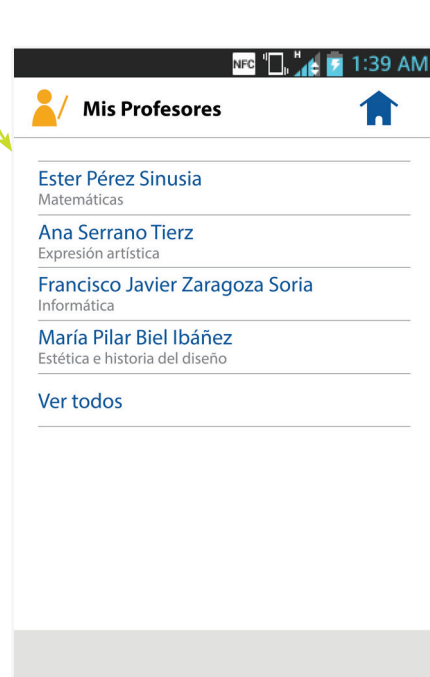 NFC H 1:39 AM
Mis Profesores
Ester Pérez Sinusia
Matemáticas
Ana Serrano Tierz
Expresión artística
Francisco Javier Zaragoza Soria
Informática
María Pilar Biel Ibáñez
Estética e historia del diseño
Ver todos